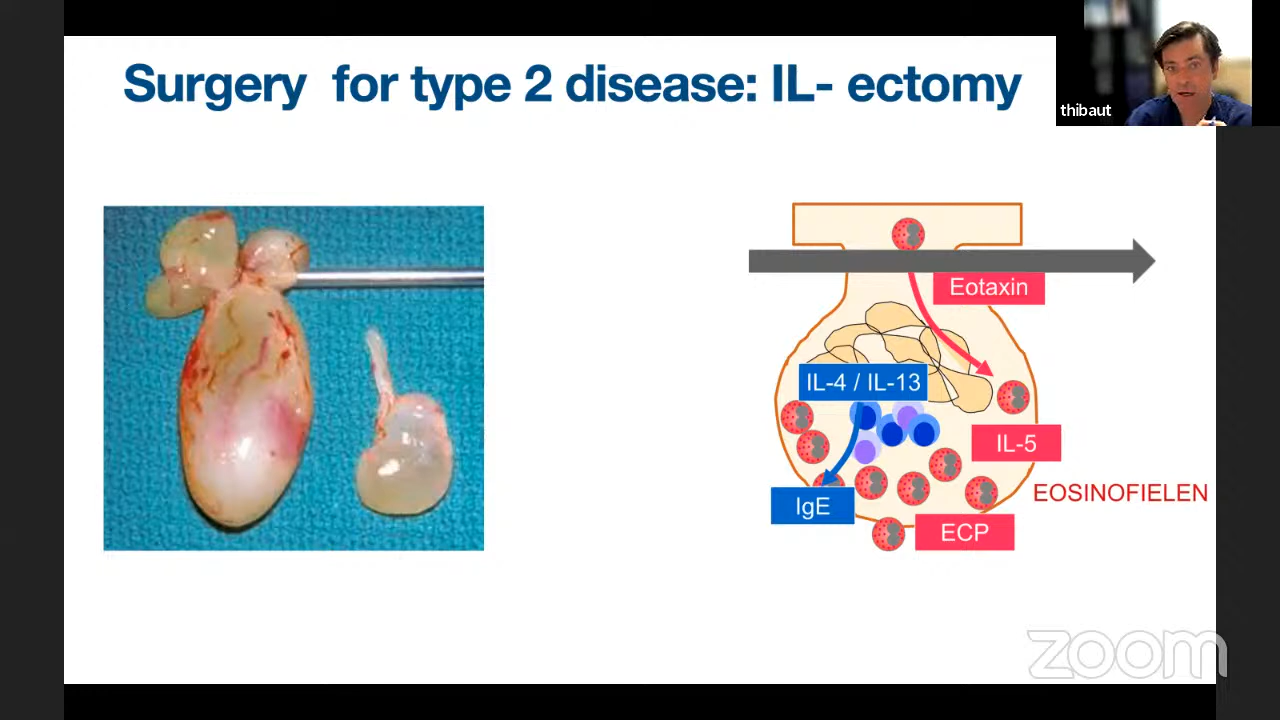 Surgery for type 2 disease: IL- ectomy
thibaut
Eotaxin
IL-4 / IL-13
IL-5
EOSINOFIELEN
IgE
ECP
zoom